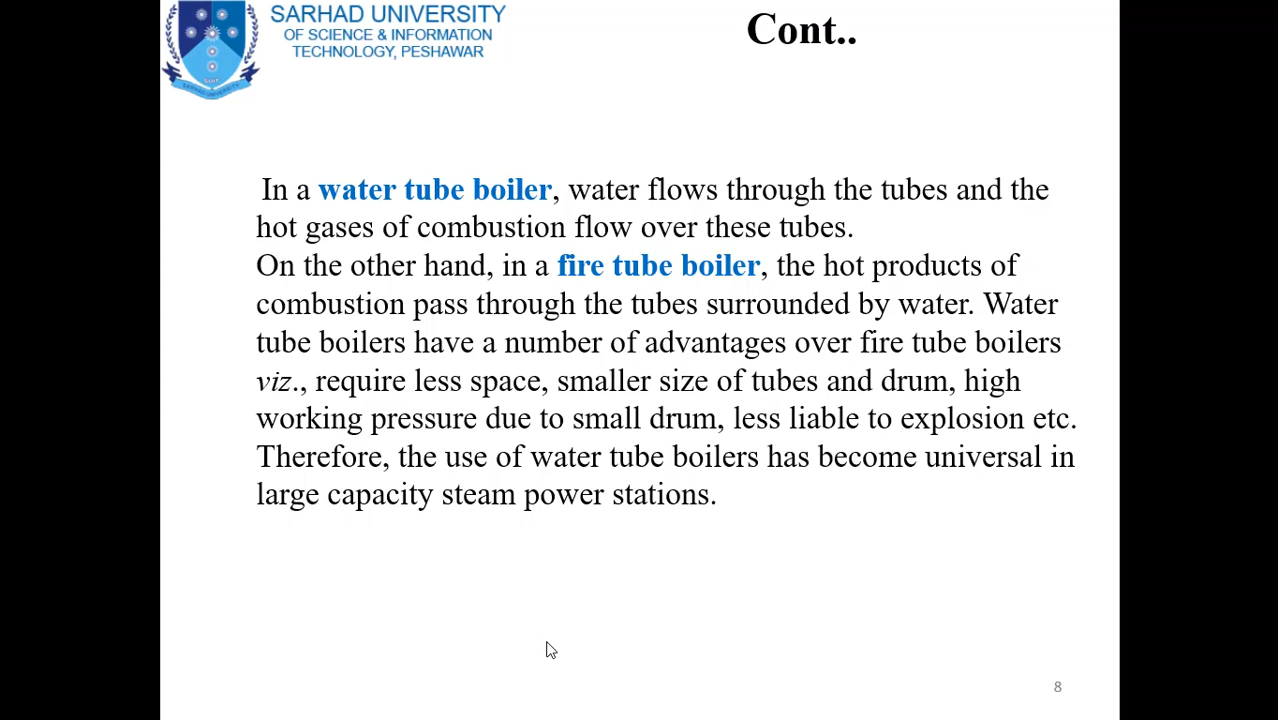 SARHAD UNIVERSITY
OF SCIENCE & INFORMATION
TECHNOLOGY, PESHAWAR
Cont..
In a water tube boiler, water flows through the tubes and the
hot gases of combustion flow over these tubes.
On the other hand, in a fire tube boiler, the hot products of
combustion pass through the tubes surrounded by water. Water
tube boilers have a number of advantages over fire tube boilers
viz., require less space, smaller size of tubes and drum, high
working pressure due to small drum, less liable to explosion etc.
Therefore, the use of water tube boilers has become universal in
large capacity steam power stations.
8